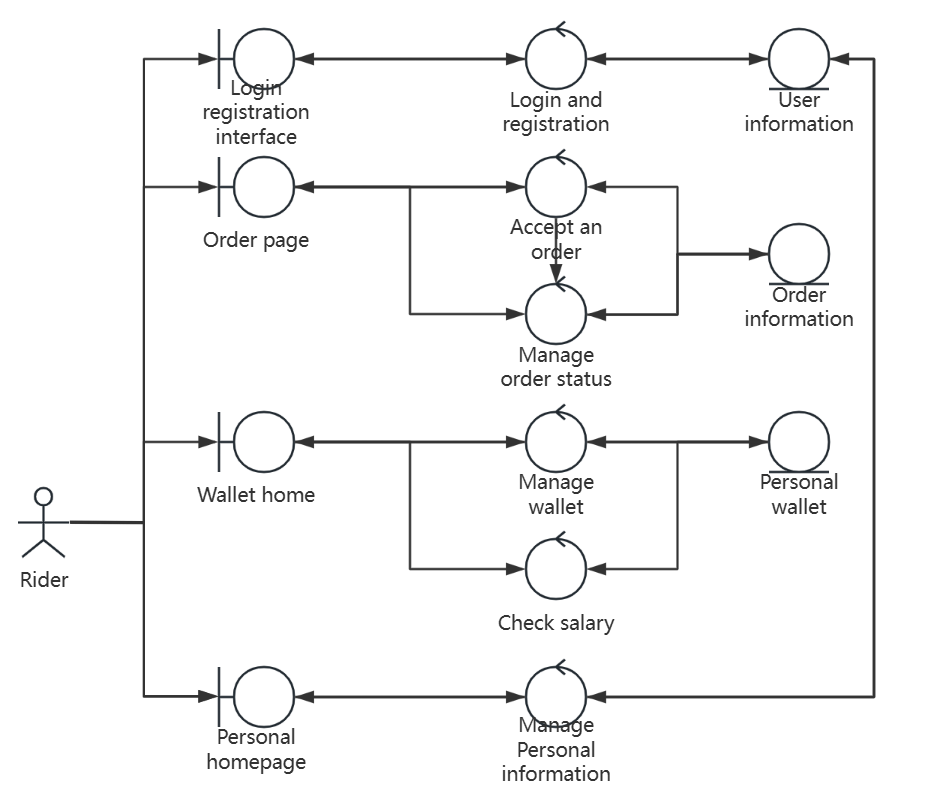 Login
registration
interface
Login and
registration
User
information
Order page
Accept an
order
Order
information
Manage
order status
Wallet home
Manage
wallet
Personal
wallet
Rider
Check salary
Personal
homepage
Manage
Personal
information